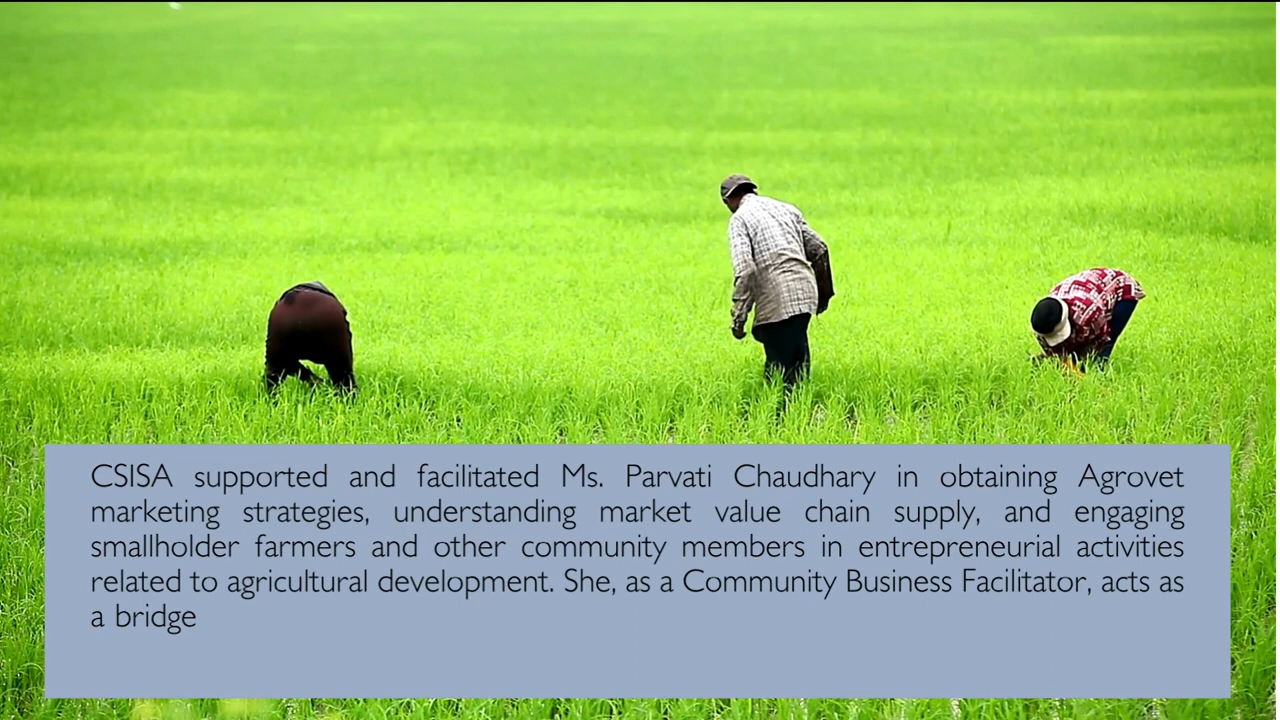 CSISA supported and facilitated Ms. Parvati Chaudhary in obtaining Agrovet
marketing strategies, understanding market value chain supply, and engaging
smallholder farmers and other community members in entrepreneurial activities
related to agricultural development. She, as a Community Business Facilitator, acts as
a bridge